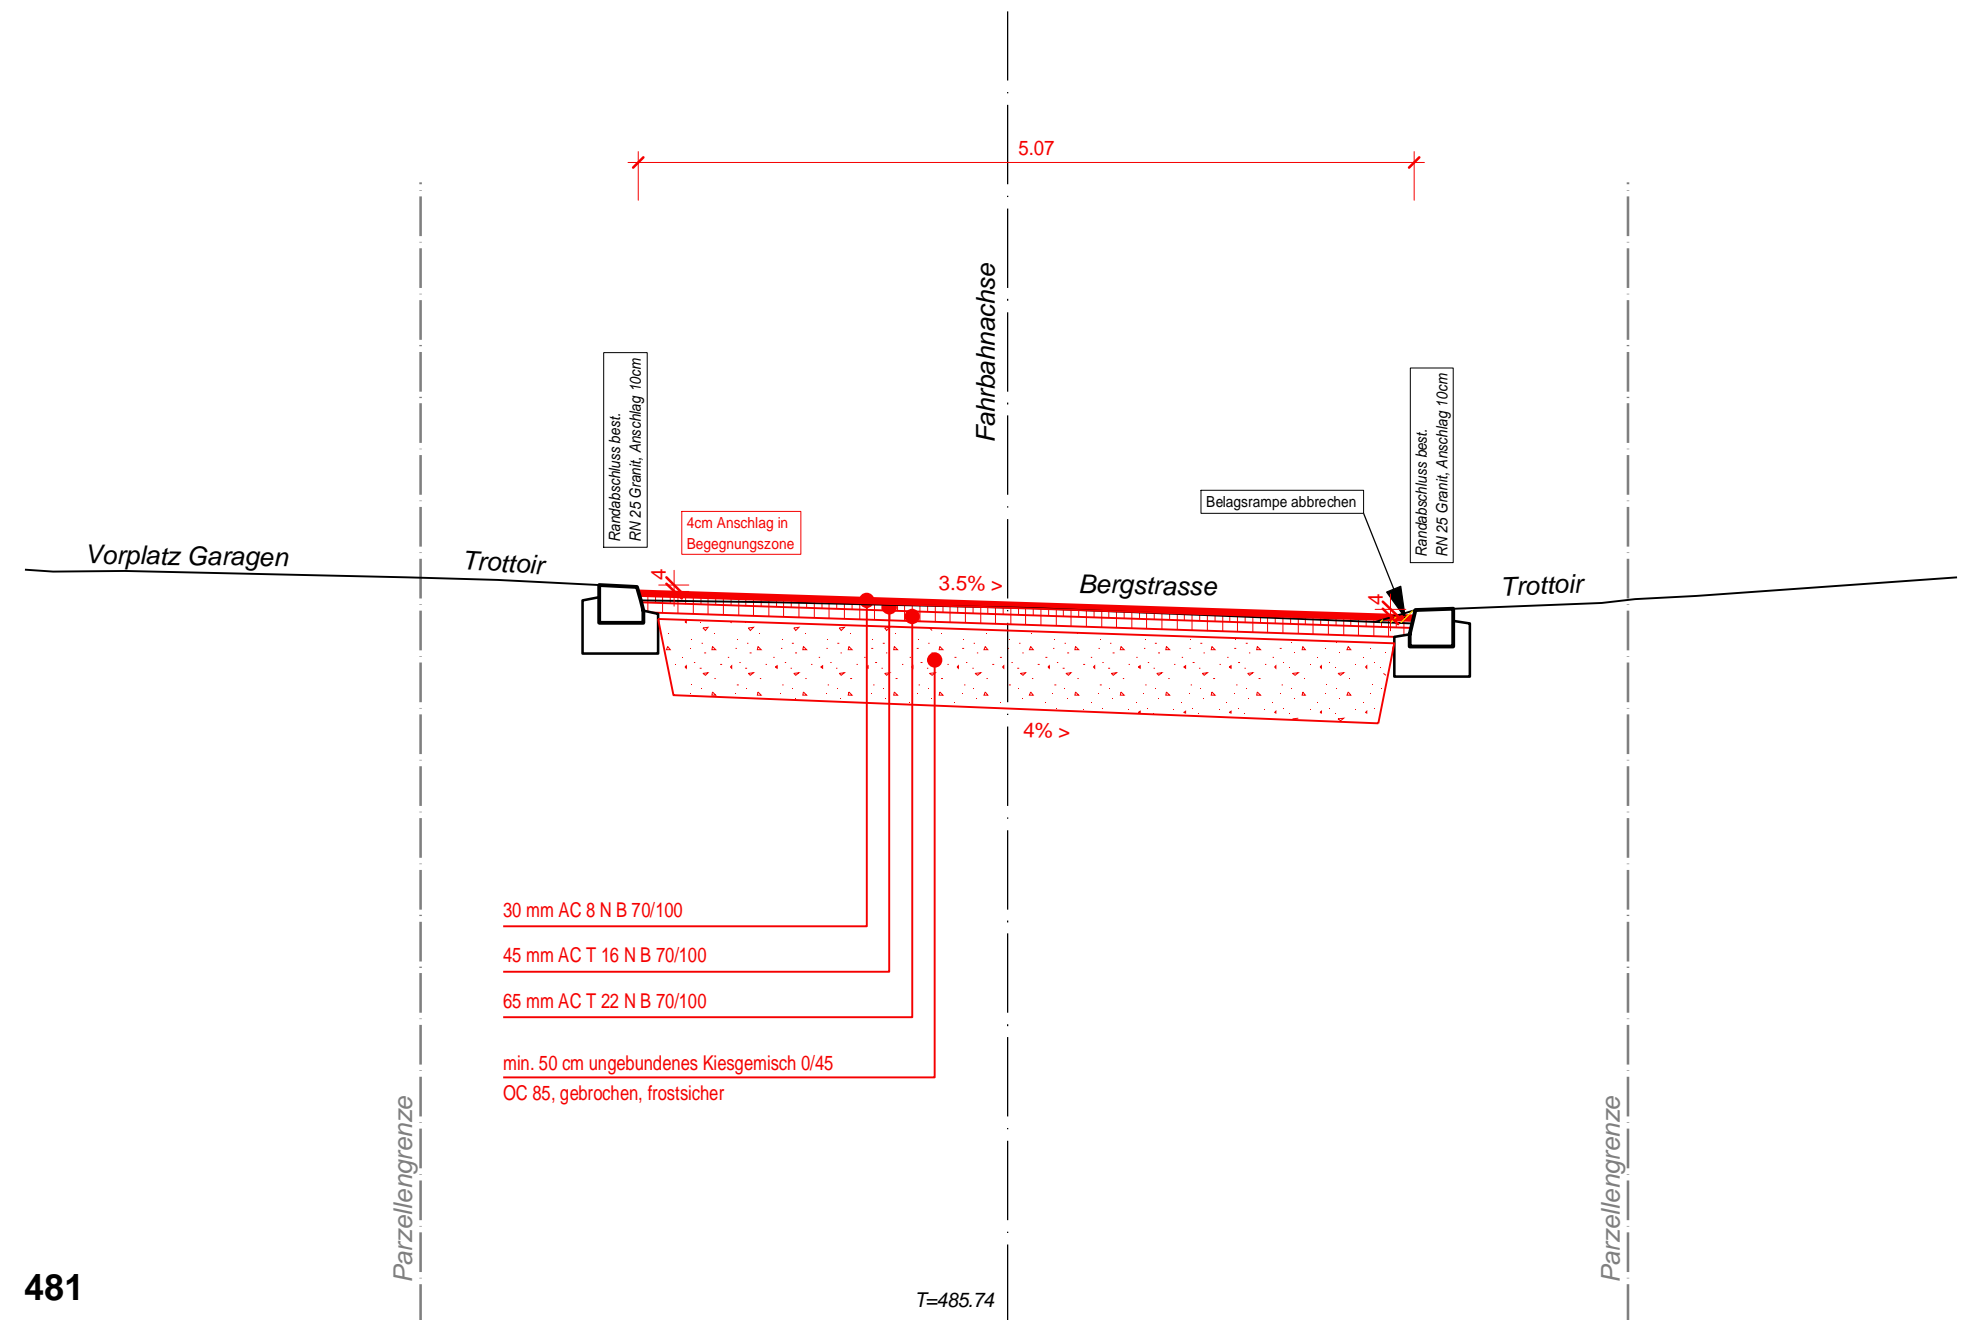 5.07
Fahrbahnachse
Randabschluss best.
RN 25 Granit, Anschlag 10cm
Randabschluss best.
RN 25 Granit, Anschlag 10cm
Belagsrampe abbrechen
4cm Anschlag in
Begegnungszone
Vorplatz Garagen
Trottoir
4
3.5% >
Bergstrasse
4
Trottoir
4% >
30 mm AC 8 N B 70/100
45 mm AC T 16 N B 70/100
65 mm AC T 22 N B 70/100
min. 50 cm ungebundenes Kiesgemisch 0/45
OC 85, gebrochen, frostsicher
Parzellengrenze
Parzellengrenze
481
T=485.74